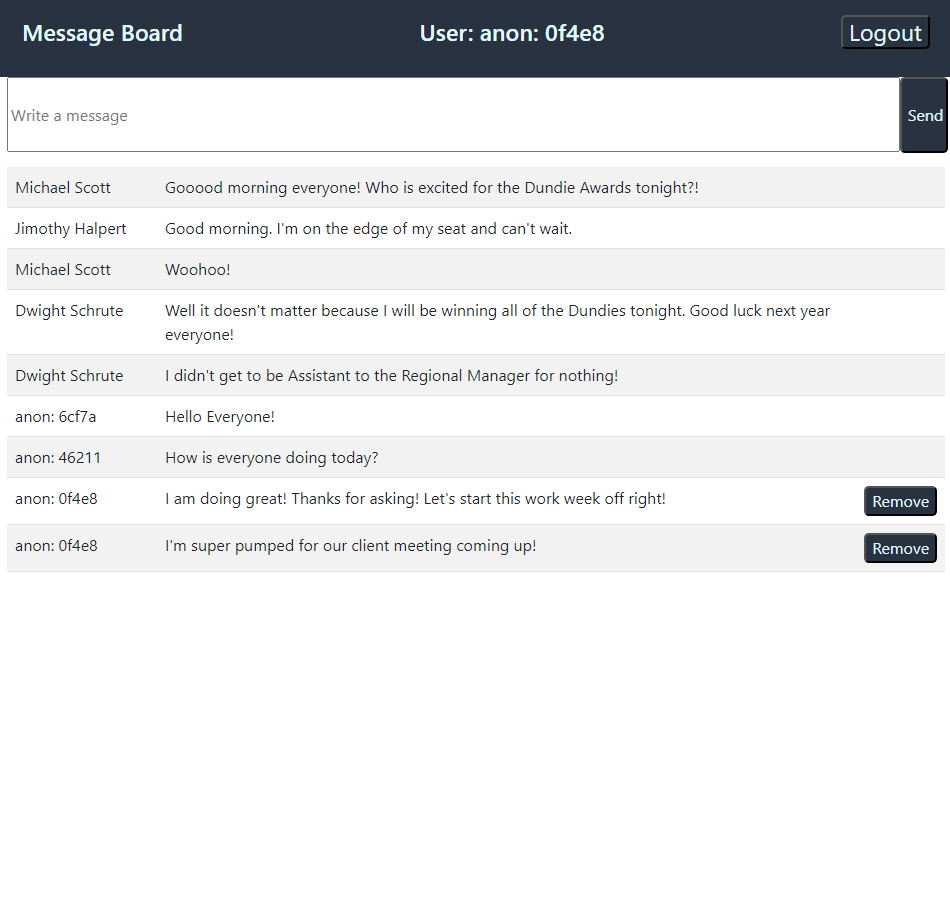 Message Board User: anon: 0f4e8 Logout
Write a message Send
Michael Scott Gooood morning everyone! Who is excited for the Dundie Awards tonight?!
Jimothy Halpert Good morning. I'm on the edge of my seat and can't wait.
Michael Scott Woohoo!
Dwight Schrute Well it doesn't matter because I will be winning all of the Dundies tonight. Good luck next year
everyone!
Dwight Schrute I didn't get to be Assistant to the Regional Manager for nothing!
anon: 6cf7a Hello Everyone!
anon: 46211 How is everyone doing today?
anon: 0f4e8 I am doing great! Thanks for asking! Let's start this work week off right! Remove
anon: 0f4e8 I'm super pumped for our client meeting coming up! Remove